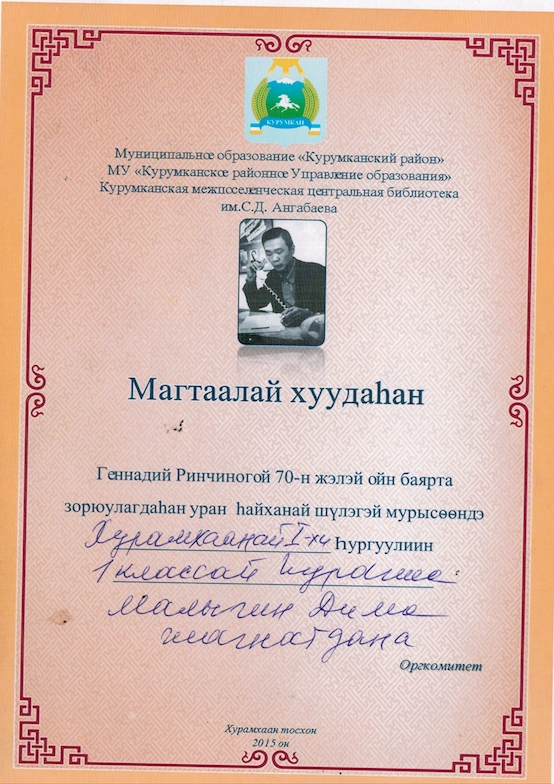 КУРУМКАН
Муниципальное образование «Курумканский район»
МУ «Курумканское районное Управление образования»
Курумканская межпоселенческая центральная библиотека
им.С.Д. Ангабаева
Магтаалай хуудаһан
Геннадий Ринчиногой 70-н жэлэй ойн баярта
зорюулагдаһан уран һайханай шүлэгэй мурысөөндэ
Хурамхаанай I-хи Һургуулиин
1 классай һурагша
Малыгин Дима
шагнагдана
Оргкомитет
Хурамхаан тосхон
2015 он